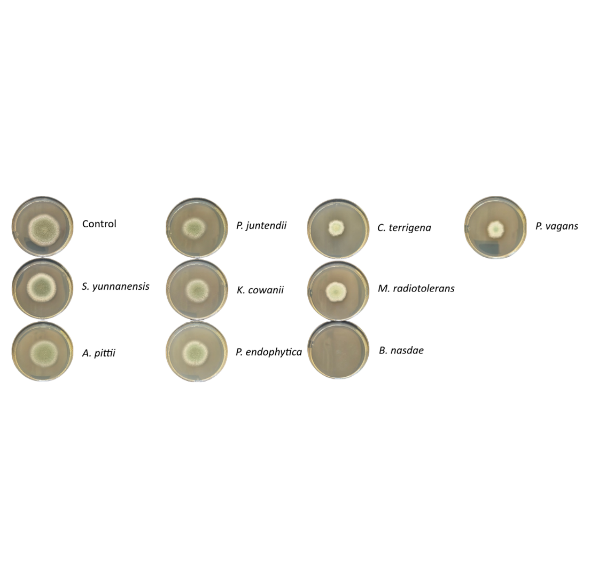 Control
S. yunnanensis
A. pittii
P. juntendii
K. cowanii
P. endophytica
C. terrigena
M. radiotolerans
B. nasdae
P. vagans